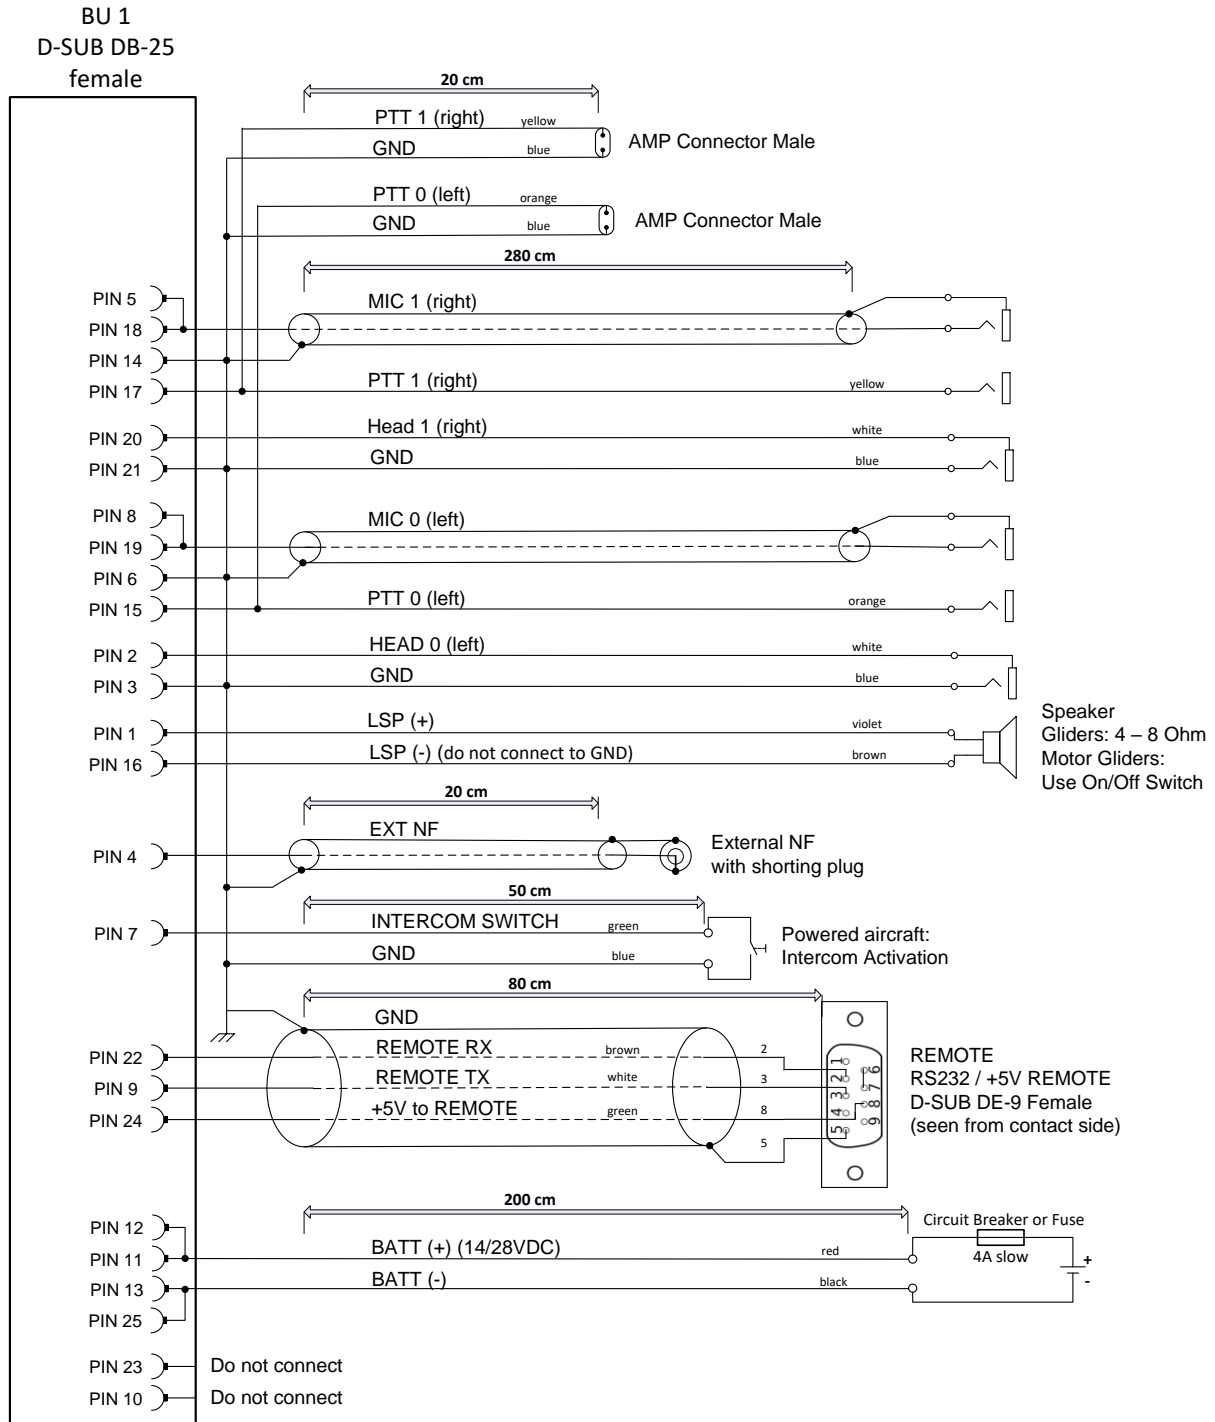 BU 1
D-SUB DB-25
female
20 cm
PTT 1 (right) yellow
GND blue
AMP Connector Male
PTT 0 (left) orange
GND blue
AMP Connector Male
280 cm
PIN 5
MIC 1 (right)
PIN 18
PIN 14
PIN 17 PTT 1 (right) yellow
PIN 20 Head 1 (right) white
PIN 21 GND blue
PIN 8
MIC 0 (left)
PIN 19
PIN 6
PIN 15 PTT 0 (left) orange
PIN 2 HEAD 0 (left) white
PIN 3 GND blue
PIN 1 LSP (+) violet
PIN 16 LSP (-) (do not connect to GND) brown
Speaker
Gliders: 4 – 8 Ohm
Motor Gliders:
Use On/Off Switch
20 cm
EXT NF
PIN 4
External NF
with shorting plug
50 cm
PIN 7 INTERCOM SWITCH green
GND blue
Powered aircraft:
Intercom Activation
80 cm
GND
PIN 22 REMOTE RX brown 2
PIN 9 REMOTE TX white 3
PIN 24 +5V to REMOTE green 8
5
1
2
3
4
5
6
7
8
9
REMOTE
RS232 / +5V REMOTE
D-SUB DE-9 Female
(seen from contact side)
200 cm
PIN 12
PIN 11 BATT (+) (14/28VDC) red
PIN 13 BATT (-) black
PIN 25
Circuit Breaker or Fuse
4A slow
+
-
PIN 23 Do not connect
PIN 10 Do not connect